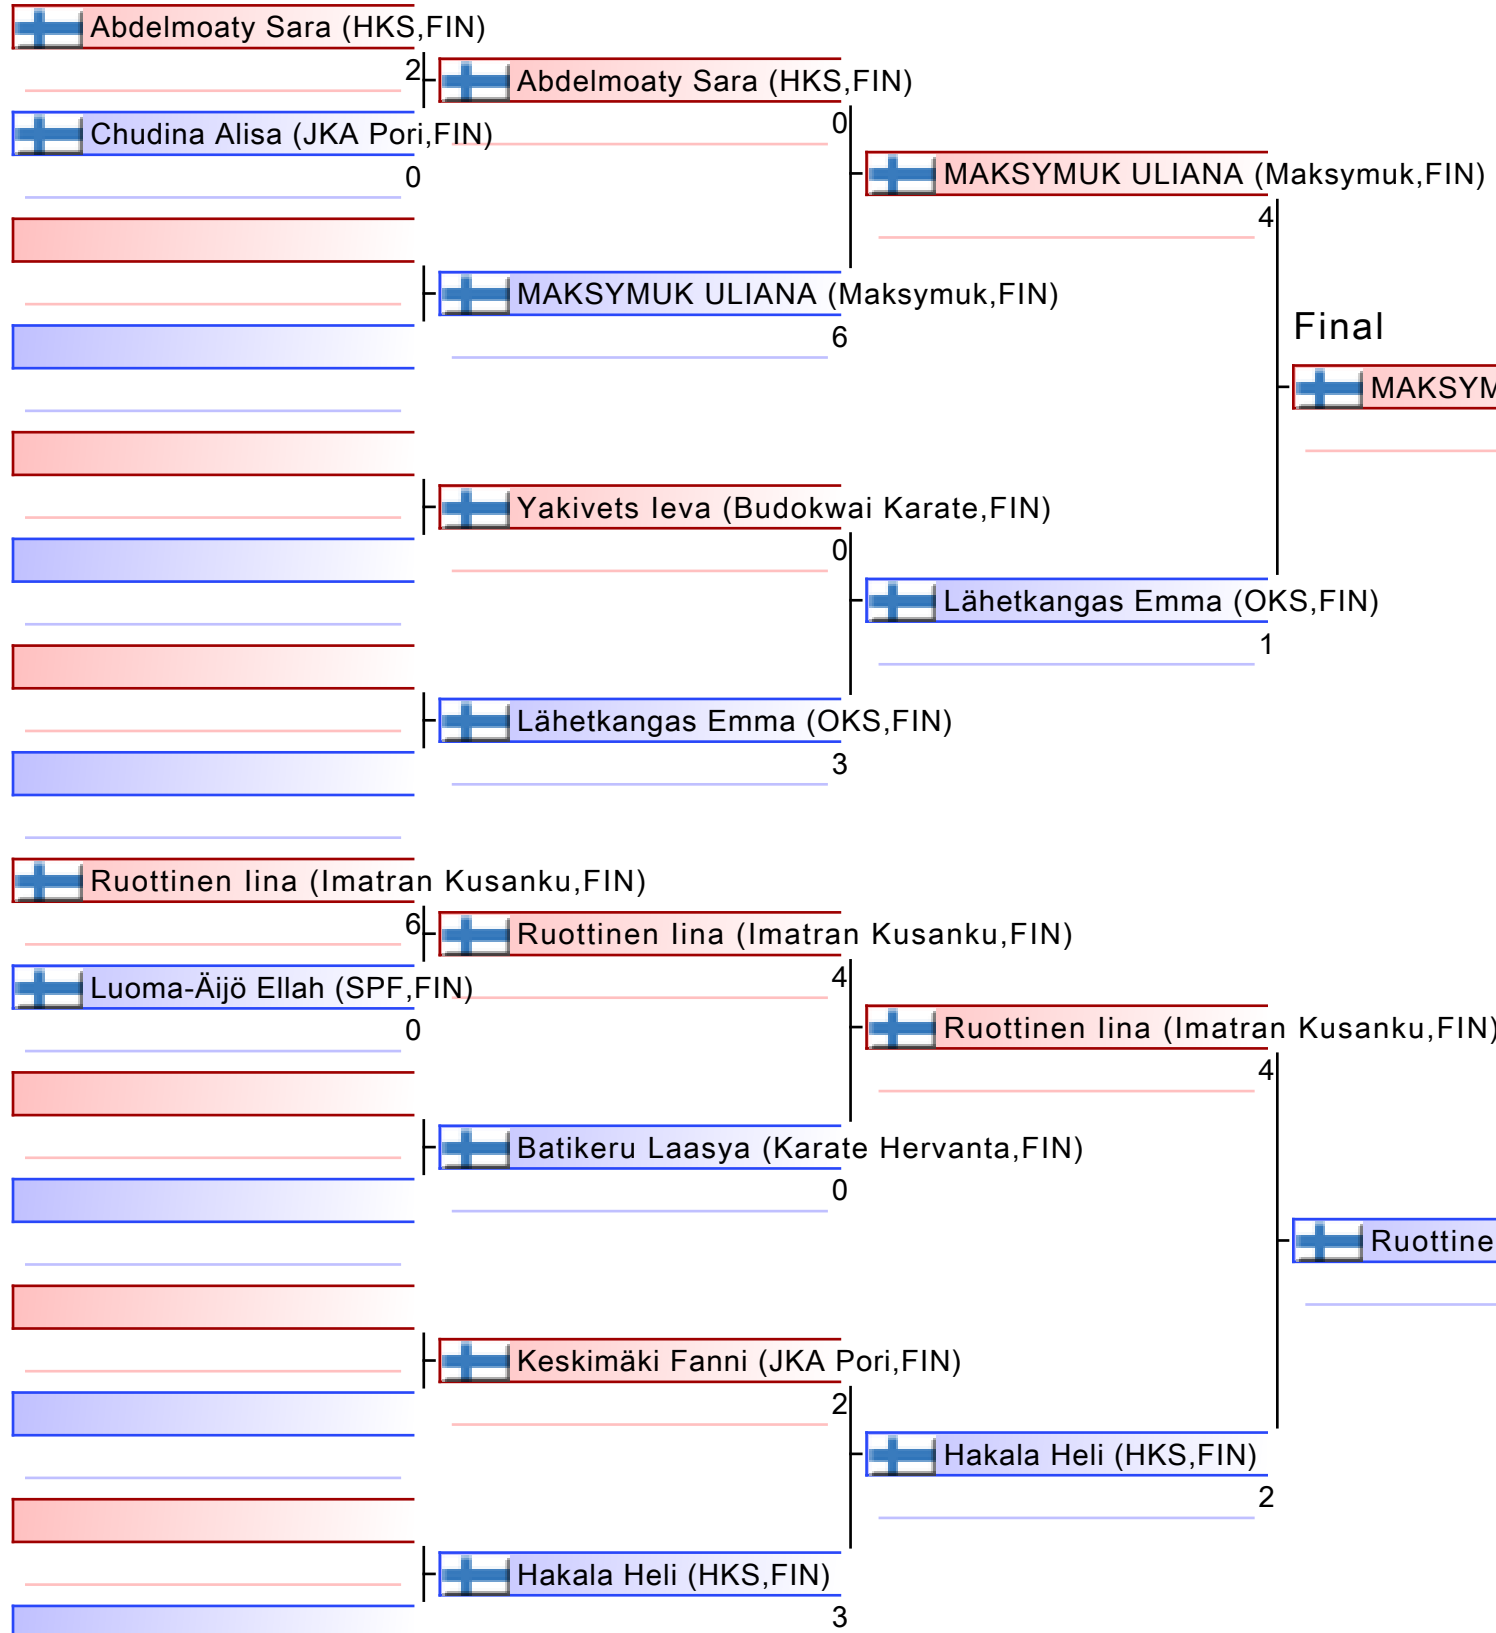 Abdelmoaty Sara (HKS,FIN)
2
Abdelmoaty Sara (HKS,FIN)
0
Chudina Alisa (JKA Pori,FIN)
0
MAKSYMUK ULIANA (Maksymuk,FIN)
4
MAKSYMUK ULIANA (Maksymuk,FIN)
6
Final
MAKSYM
Yakivets Ieva (Budokwai Karate,FIN)
0
Lähetkangas Emma (OKS,FIN)
1
Lähetkangas Emma (OKS,FIN)
3
Ruottinen Iina (Imatran Kusanku,FIN)
6
Ruottinen Iina (Imatran Kusanku,FIN)
4
Luoma-Äijö Ellah (SPF,FIN)
0
Ruottinen Iina (Imatran Kusanku,FIN)
4
Batikeru Laasya (Karate Hervanta,FIN)
0
Ruottine
Keskimäki Fanni (JKA Pori,FIN)
2
Hakala Heli (HKS,FIN)
2
Hakala Heli (HKS,FIN)
3